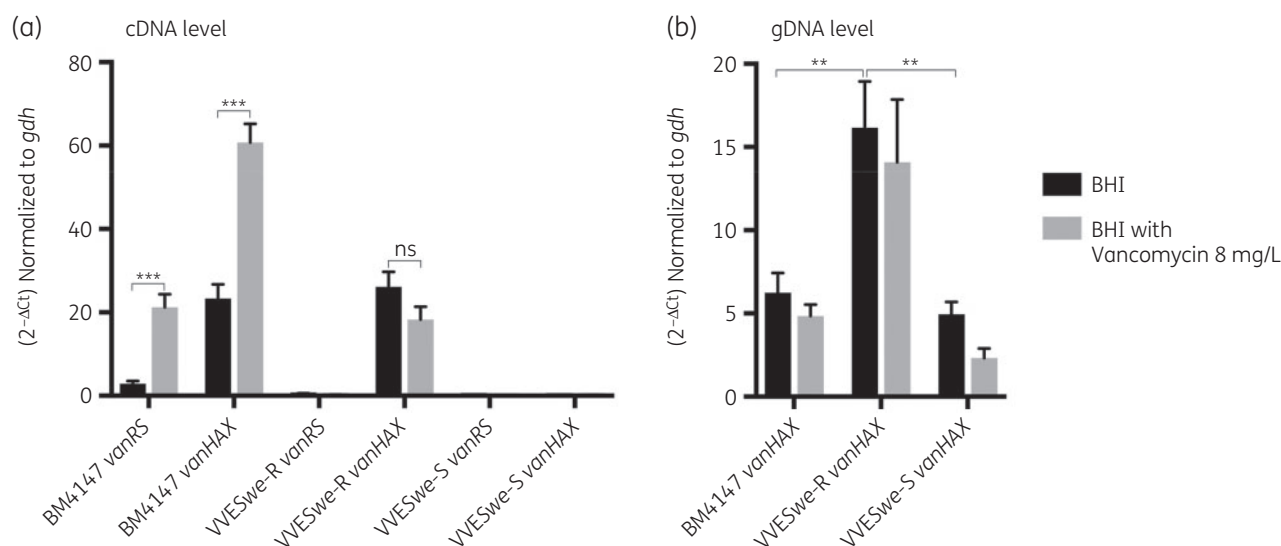 (a)
cDNA level
(2−ΔCt) Normalized to gdh
80
60
40
20
0
***
***
ns
BM4147 vanRS
BM4147 vanHAX
VVESwe-R vanRS
VVESwe-R vanHAX
VVESwe-S vanRS
VVESwe-S vanHAX
(b)
gDNA level
(2−ΔCt) Normalized to gdh
20
15
10
5
0
**
**
BM4147 vanHAX
VVESwe-R vanHAX
VVESwe-S vanHAX
BHI
BHI with
Vancomycin 8 mg/L